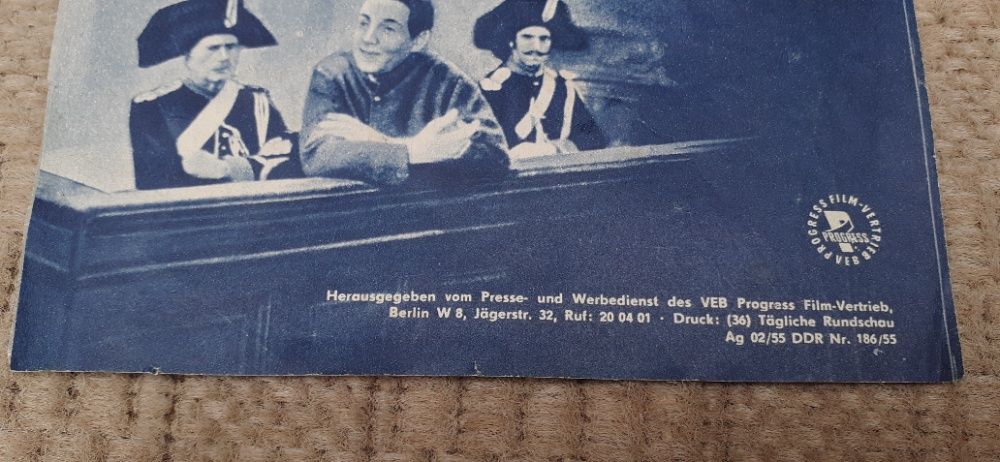 PROGRESS FILM-VERTRIEB VEB
PROGRESS
Herausgegeben vom Presse- und Werbedienst des VEB Progress Film-Vertrieb,
Berlin W 8, Jägerstr. 32, Ruf: 20 04 01 · Druck: (36) Tägliche Rundschau
Ag 02/55 DDR Nr. 186/55